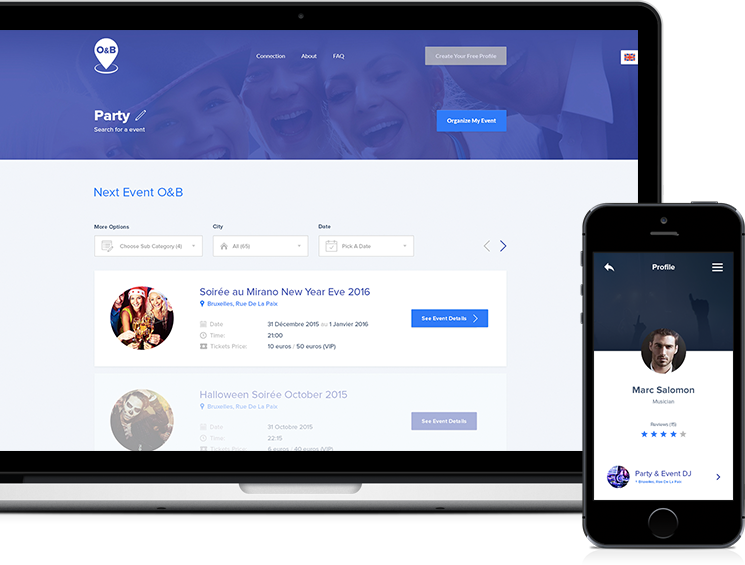 O&B
Connection About FAQ Create Your Free Profile
Party
Search for a event
Organize My Event
Next Event O&B
More Options City Date
Choose Sub Category (4) All (65) Pick A Date
Soirée au Mirano New Year Eve 2016
Bruxelles, Rue De La Paix
See Event Details
Date 31 Décembre 2015 au 1 Janvier 2016
Time: 21:00
Tickets Price: 10 euros / 50 euros (VIP)
Halloween Soirée October 2015
Bruxelles, Rue De La Paix
See Event Details
Date 31 Octobre 2015
Time 22:15
Tickets Price: 6 euros / 40 euros (VIP)
Profile
Marc Salomon
Musician
Reviews (15)
Party & Event DJ
Bruxelles, Rue De La Paix